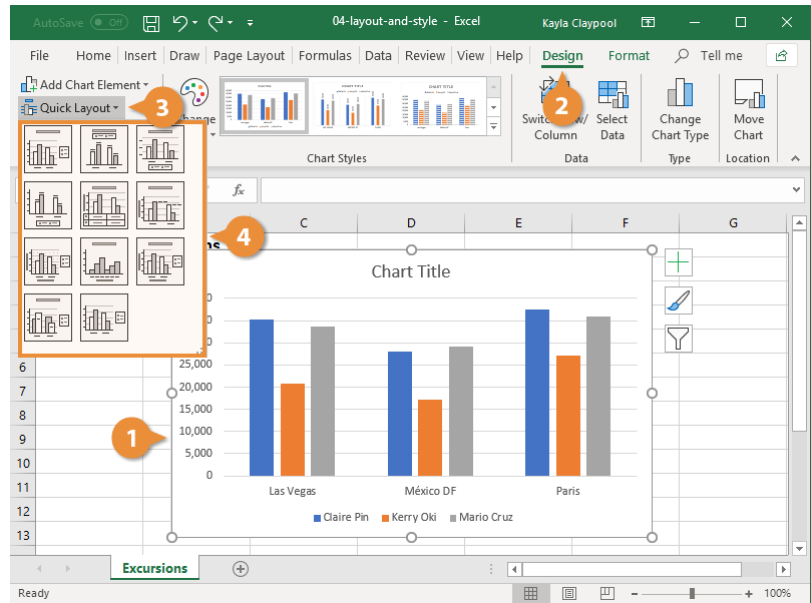 AutoSave Off 04-layout-and-style - Excel Kayla Claypool
File Home Insert Draw Page Layout Formulas Data Review View Help Design Format Tell me
Add Chart Element
Quick Layout
3
2
Select
Data
Column
Change
Chart Type
Move
Chart
Chart Styles Data Type Location
fx
C D E F G
4
Chart Title
25,000
20,000
15,000
10,000
5,000
0
6
7
8
9
10
11
12
13
1
Las Vegas México DF Paris
Claire Pin Kerry Oki Mario Cruz
Excursions
Ready 100%